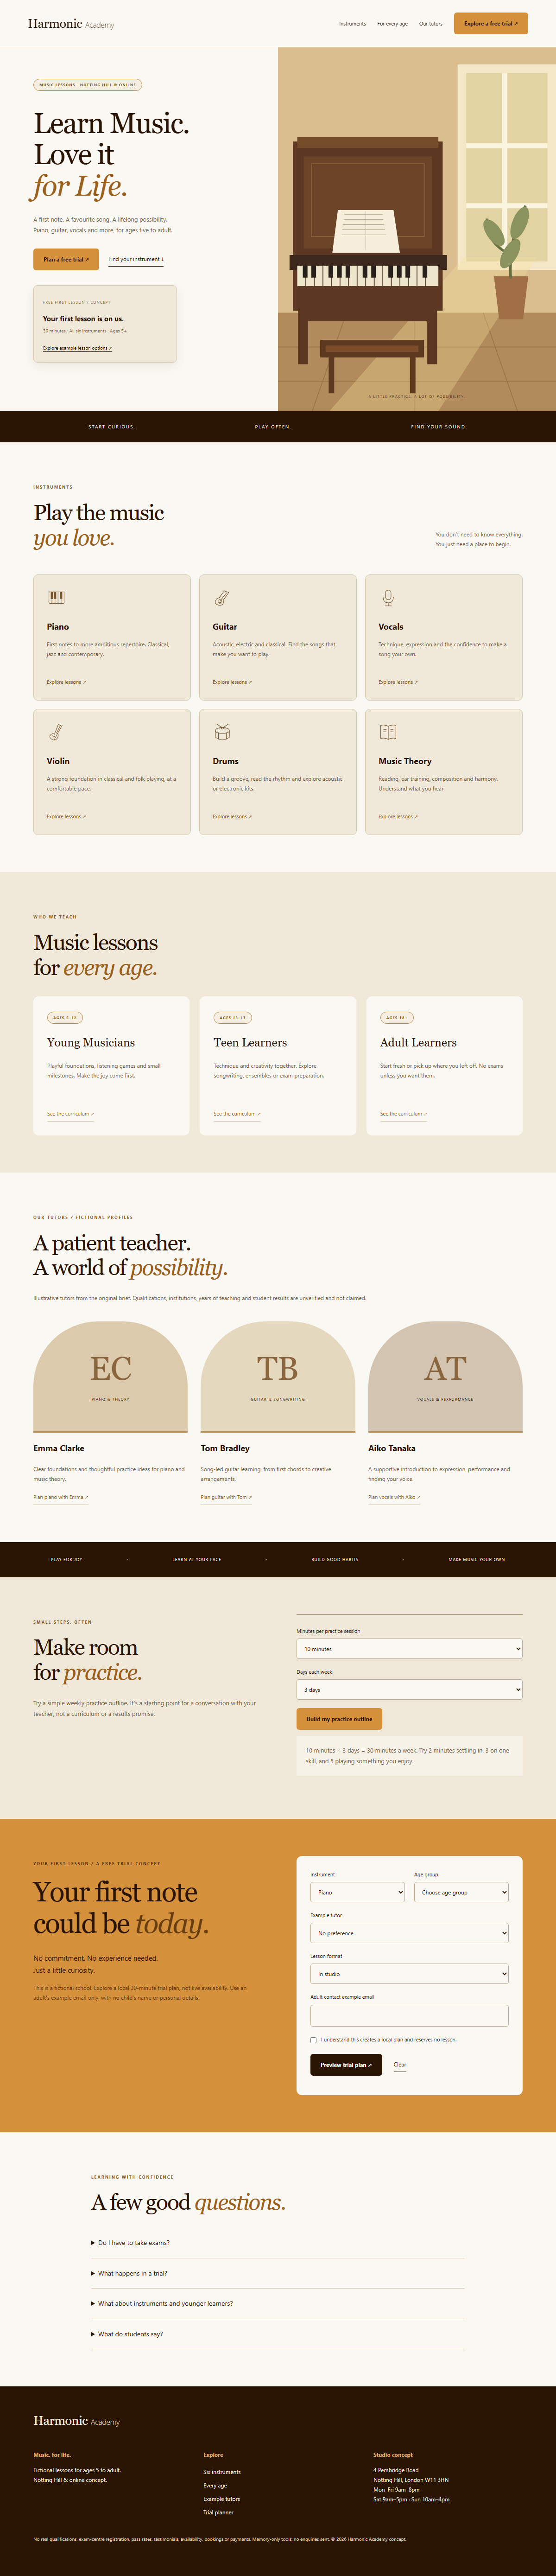 Harmonic Academy
Instruments
For every age
Our tutors
Explore a free trial ↗
MUSIC LESSONS · NOTTING HILL & ONLINE
Learn Music.
Love it
for Life.
A first note. A favourite song. A lifelong possibility.
Piano, guitar, vocals and more, for ages five to adult.
Plan a free trial ↗
Find your instrument ↓
FREE FIRST LESSON / CONCEPT
Your first lesson is on us.
30 minutes · All six instruments · Ages 5+
Explore example lesson options ↗
A LITTLE PRACTICE. A LOT OF POSSIBILITY.
START CURIOUS.
PLAY OFTEN.
FIND YOUR SOUND.
INSTRUMENTS
Play the music
you love.
You don't need to know everything.
You just need a place to begin.
Piano
First notes to more ambitious repertoire. Classical,
jazz and contemporary.
Explore lessons ↗
Guitar
Acoustic, electric and classical. Find the songs that
make you want to play.
Explore lessons ↗
Vocals
Technique, expression and the confidence to make a
song your own.
Explore lessons ↗
Violin
A strong foundation in classical and folk playing, at a
comfortable pace.
Explore lessons ↗
Drums
Build a groove, read the rhythm and explore acoustic
or electronic kits.
Explore lessons ↗
Music Theory
Reading, ear training, composition and harmony.
Understand what you hear.
Explore lessons ↗
WHO WE TEACH
Music lessons
for every age.
AGES 5–12
Young Musicians
Playful foundations, listening games and small
milestones. Make the joy come first.
See the curriculum ↗
AGES 13–17
Teen Learners
Technique and creativity together. Explore
songwriting, ensembles or exam preparation.
See the curriculum ↗
AGES 18+
Adult Learners
Start fresh or pick up where you left off. No exams
unless you want them.
See the curriculum ↗
OUR TUTORS / FICTIONAL PROFILES
A patient teacher.
A world of possibility.
Illustrative tutors from the original brief. Qualifications, institutions, years of teaching and student results are unverified and not claimed.
EC
PIANO & THEORY
Emma Clarke
Clear foundations and thoughtful practice ideas for piano and
music theory.
Plan piano with Emma ↗
TB
GUITAR & SONGWRITING
Tom Bradley
Song-led guitar learning, from first chords to creative
arrangements.
Plan guitar with Tom ↗
AT
VOCALS & PERFORMANCE
Aiko Tanaka
A supportive introduction to expression, performance and
finding your voice.
Plan vocals with Aiko ↗
PLAY FOR JOY
·
LEARN AT YOUR PACE
·
BUILD GOOD HABITS
·
MAKE MUSIC YOUR OWN
SMALL STEPS, OFTEN
Make room
for practice.
Try a simple weekly practice outline, it's a starting point for a conversation with your
teacher, not a curriculum or a results promise.
Minutes per practice session
10 minutes
Days each week
3 days
Build my practice outline
10 minutes × 3 days = 30 minutes a week. Try 2 minutes settling in, 3 on one
skill, and 5 playing something you enjoy.
YOUR FIRST LESSON / A FREE TRIAL CONCEPT
Your first note
could be today.
No commitment. No experience needed.
Just a little curiosity.
This is a fictional school. Explore a local 30-minute trial plan, not live availability. Use an
adult's example email only, with no child's name or personal details.
Instrument
Piano
Age group
Choose age group
Example tutor
No preference
Lesson format
In studio
Adult contact example email
I understand this creates a local plan and reserves no lesson.
Preview trial plan ↗
Clear
LEARNING WITH CONFIDENCE
A few good questions.
Do I have to take exams?
What happens in a trial?
What about instruments and younger learners?
What do students say?
Harmonic Academy
Music, for life.
Fictional lessons for ages 5 to adult.
Notting Hill & online concept.
Explore
Six instruments
Every age
Example tutors
Trial planner
Studio concept
4 Pembridge Road
Notting Hill, London W11 3HN
Mon–Fri 9am–8pm
Sat 9am–5pm · Sun 10am–4pm
No real qualifications, exam-centre registration, pass rates, testimonials, availability, bookings or payments. Memory-only tools: no enquiries sent. © 2026 Harmonic Academy concept.